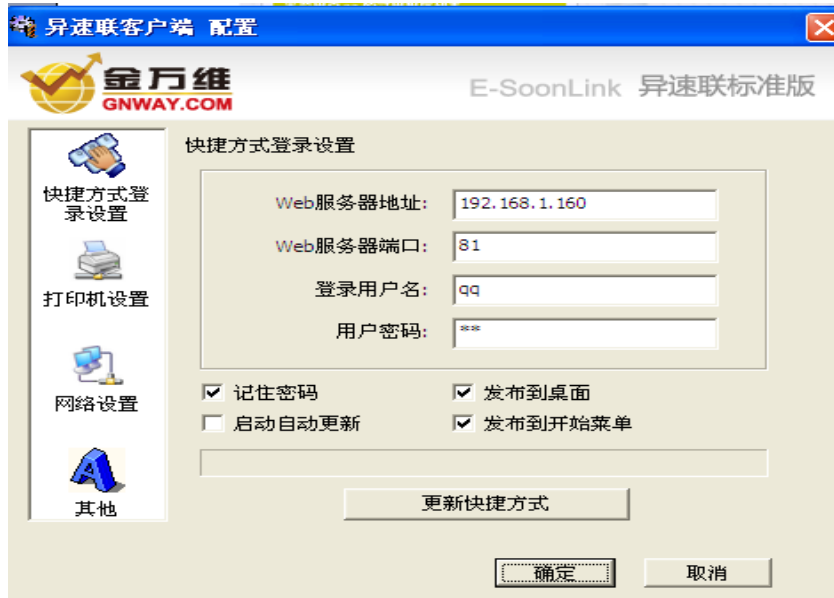 异速联客户端 配置
金万维
GNWAY.COM
E-SoonLink 异速联标准版
快捷方式登录设置
打印机设置
网络设置
其他
快捷方式登录设置
Web服务器地址: 192.168.1.160
Web服务器端口: 81
登录用户名: qq
用户密码: **
记住密码 发布到桌面
启动自动更新 发布到开始菜单
更新快捷方式
确定 取消